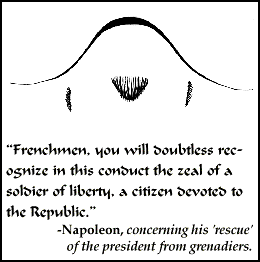 "Frenchmen, you will doubtless rec-
ognize in this conduct the zeal of a
soldier of liberty, a citizen devoted to
the Republic."
-Napoleon, concerning his 'rescue'
of the president from grenadiers.